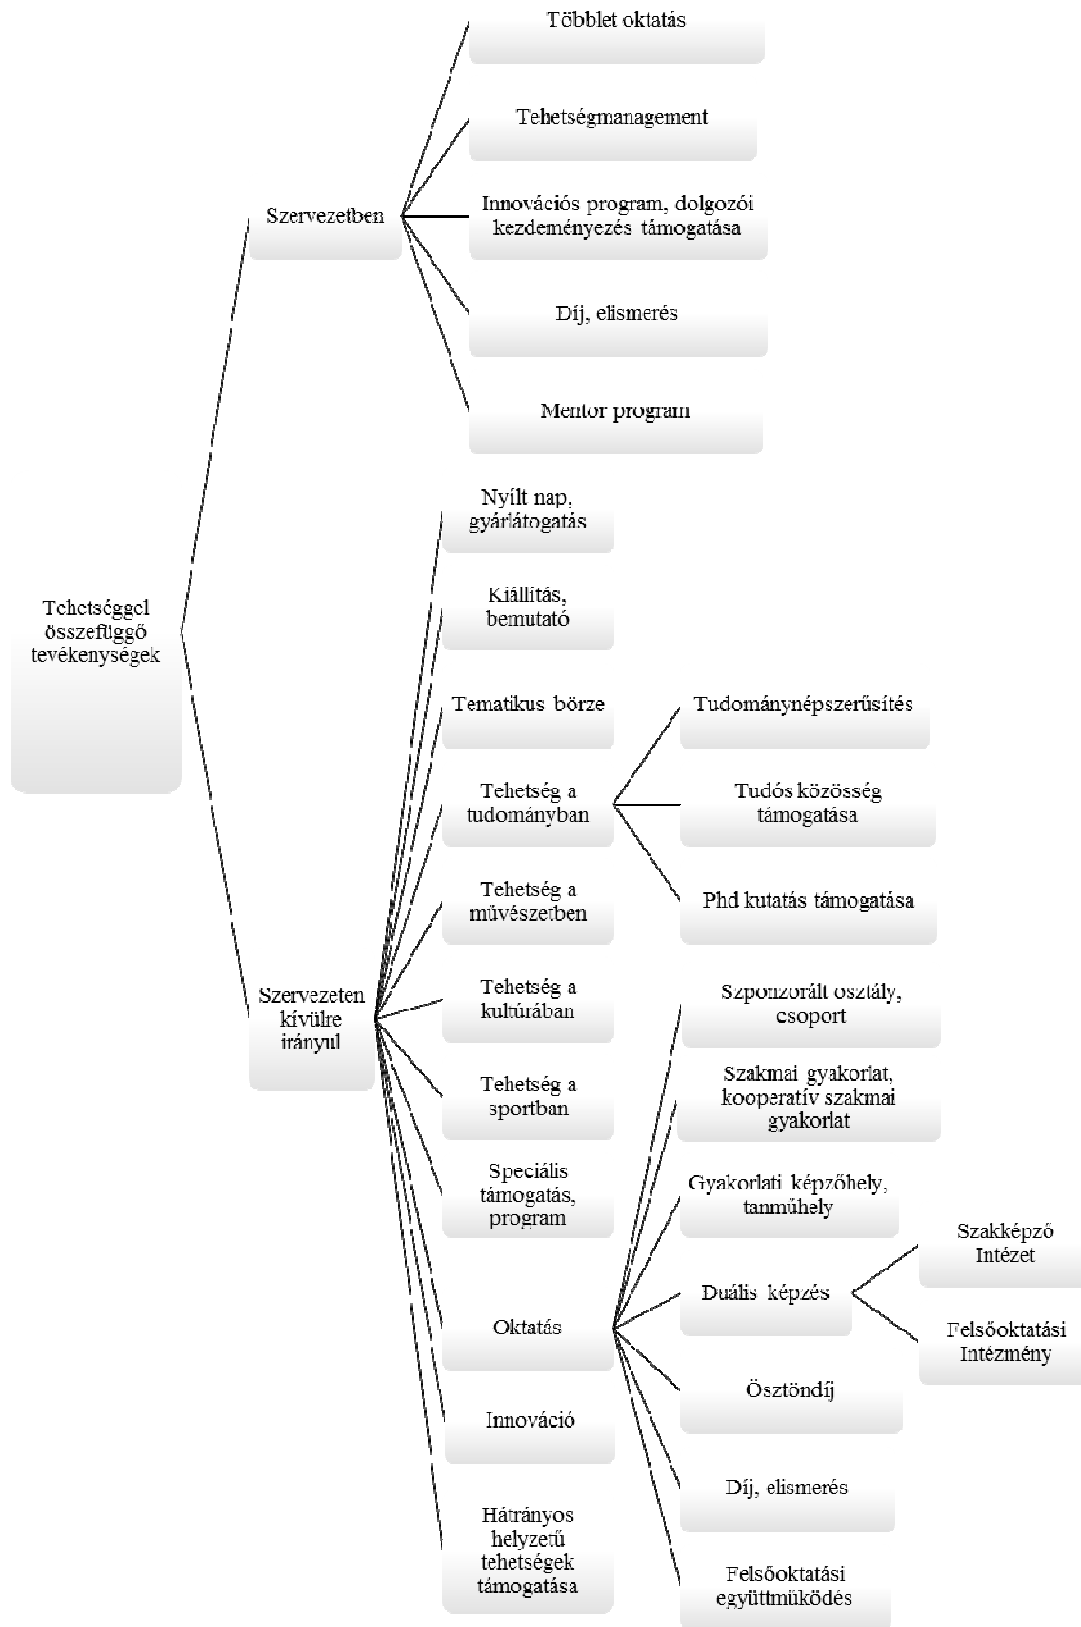 Többlet oktatás
Tehetségmanagement
Innovációs program, dolgozói
kezdeményezés támogatása
Szervezetben
Díj, elismerés
Mentor program
Nyílt nap,
gyárlátogatás
Kiállítás,
bemutató
Tehetséggel
összefüggő
tevékenységek
Tematikus börze
Tudománynépszerűsítés
Tehetség a
tudományban
Tudós közösség
támogatása
Tehetség a
művészetben
Phd kutatás támogatása
Szervezeten
kívülre
irányul
Tehetség a
kultúrában
Szponzorált osztály,
csoport
Tehetség a
sportban
Szakmai gyakorlat,
kooperatív szakmai
gyakorlat
Speciális
támogatás,
program
Gyakorlati képzőhely,
tanműhely
Szakképző
Intézet
Oktatás
Duális képzés
Felsőoktatási
Intézmény
Ösztöndíj
Innováció
Díj, elismerés
Hátrányos
helyzetű
tehetségek
támogatása
Felsőoktatási
együttműködés